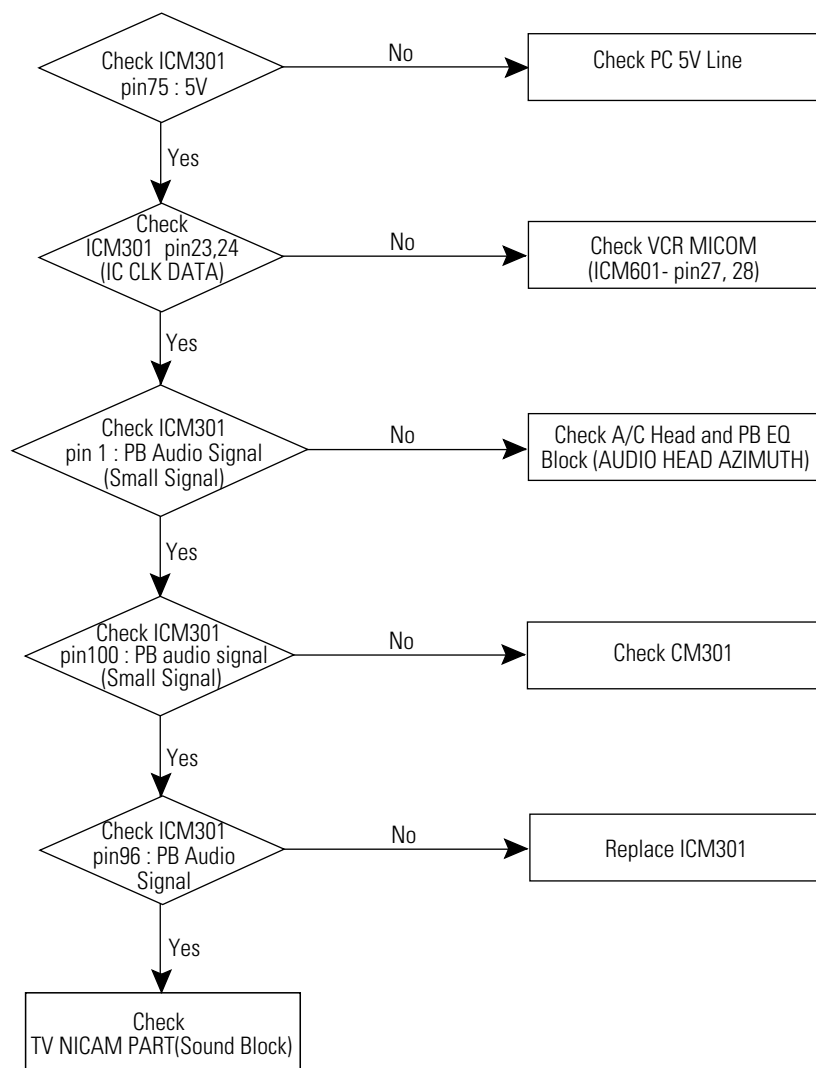 Check ICM301
pin75 : 5V
No
Check PC 5V Line
Yes
Check
ICM301 pin23,24
(IC CLK DATA)
No
Check VCR MICOM
(ICM601- pin27, 28)
Yes
Check ICM301
pin 1 : PB Audio Signal
(Small Signal)
No
Check A/C Head and PB EQ
Block (AUDIO HEAD AZIMUTH)
Yes
Check ICM301
pin100 : PB audio signal
(Small Signal)
No
Check CM301
Yes
Check ICM301
pin96 : PB Audio
Signal
No
Replace ICM301
Yes
Check
TV NICAM PART(Sound Block)